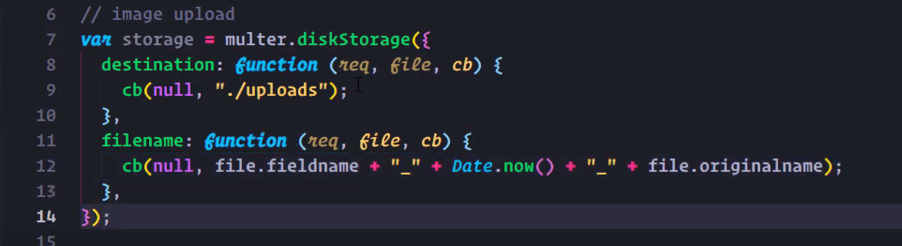 6 // image upload
7 var storage = multer.diskStorage({
8 destination: function (req, file, cb) {
9 cb(null, "./uploads");
10 },
11 filename: function (req, file, cb) {
12 cb(null, file.fieldname + "_" + Date.now() + "_" + file.originalname);
13 },
14 });
15